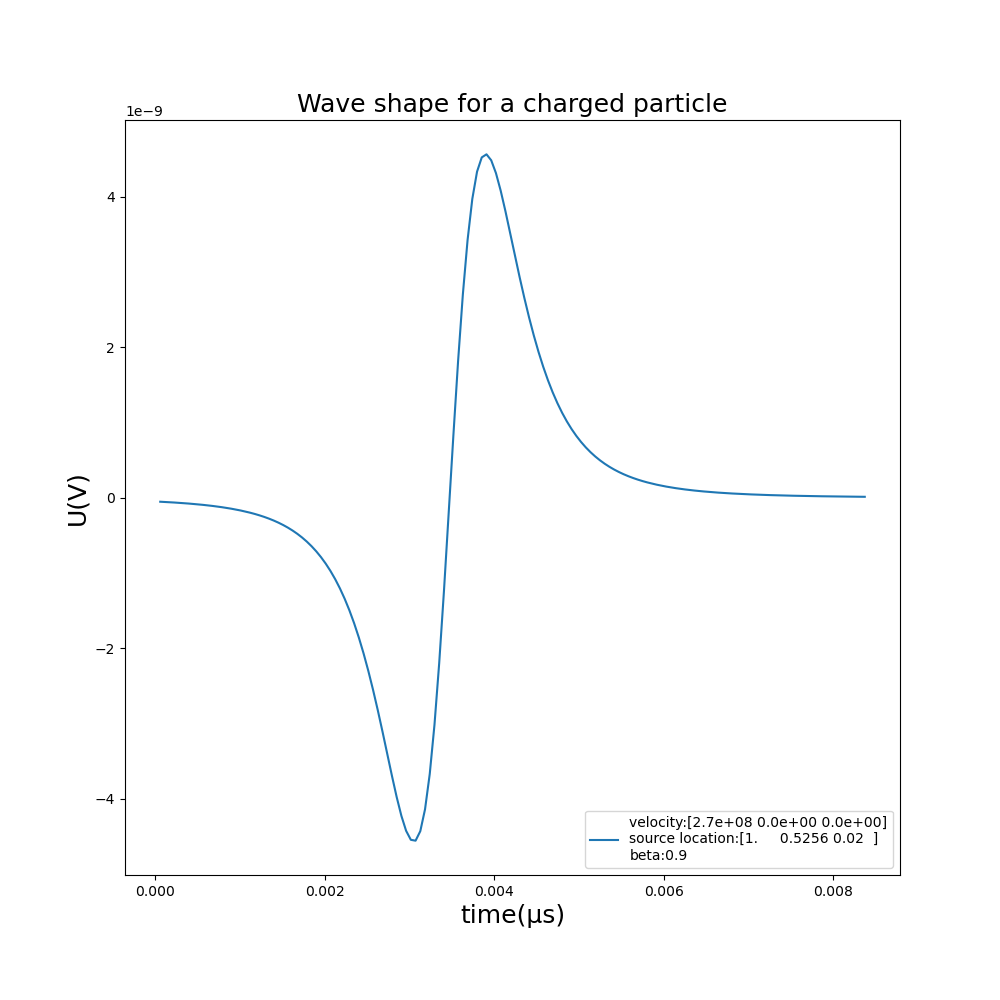 Wave shape for a charged particle
1e−9
4
2
0
−2
−4
U(V)
velocity:[2.7e+08 0.0e+00 0.0e+00]
source location:[1.     0.5256 0.02  ]
beta:0.9
0.000 0.002 0.004 0.006 0.008
time(μs)